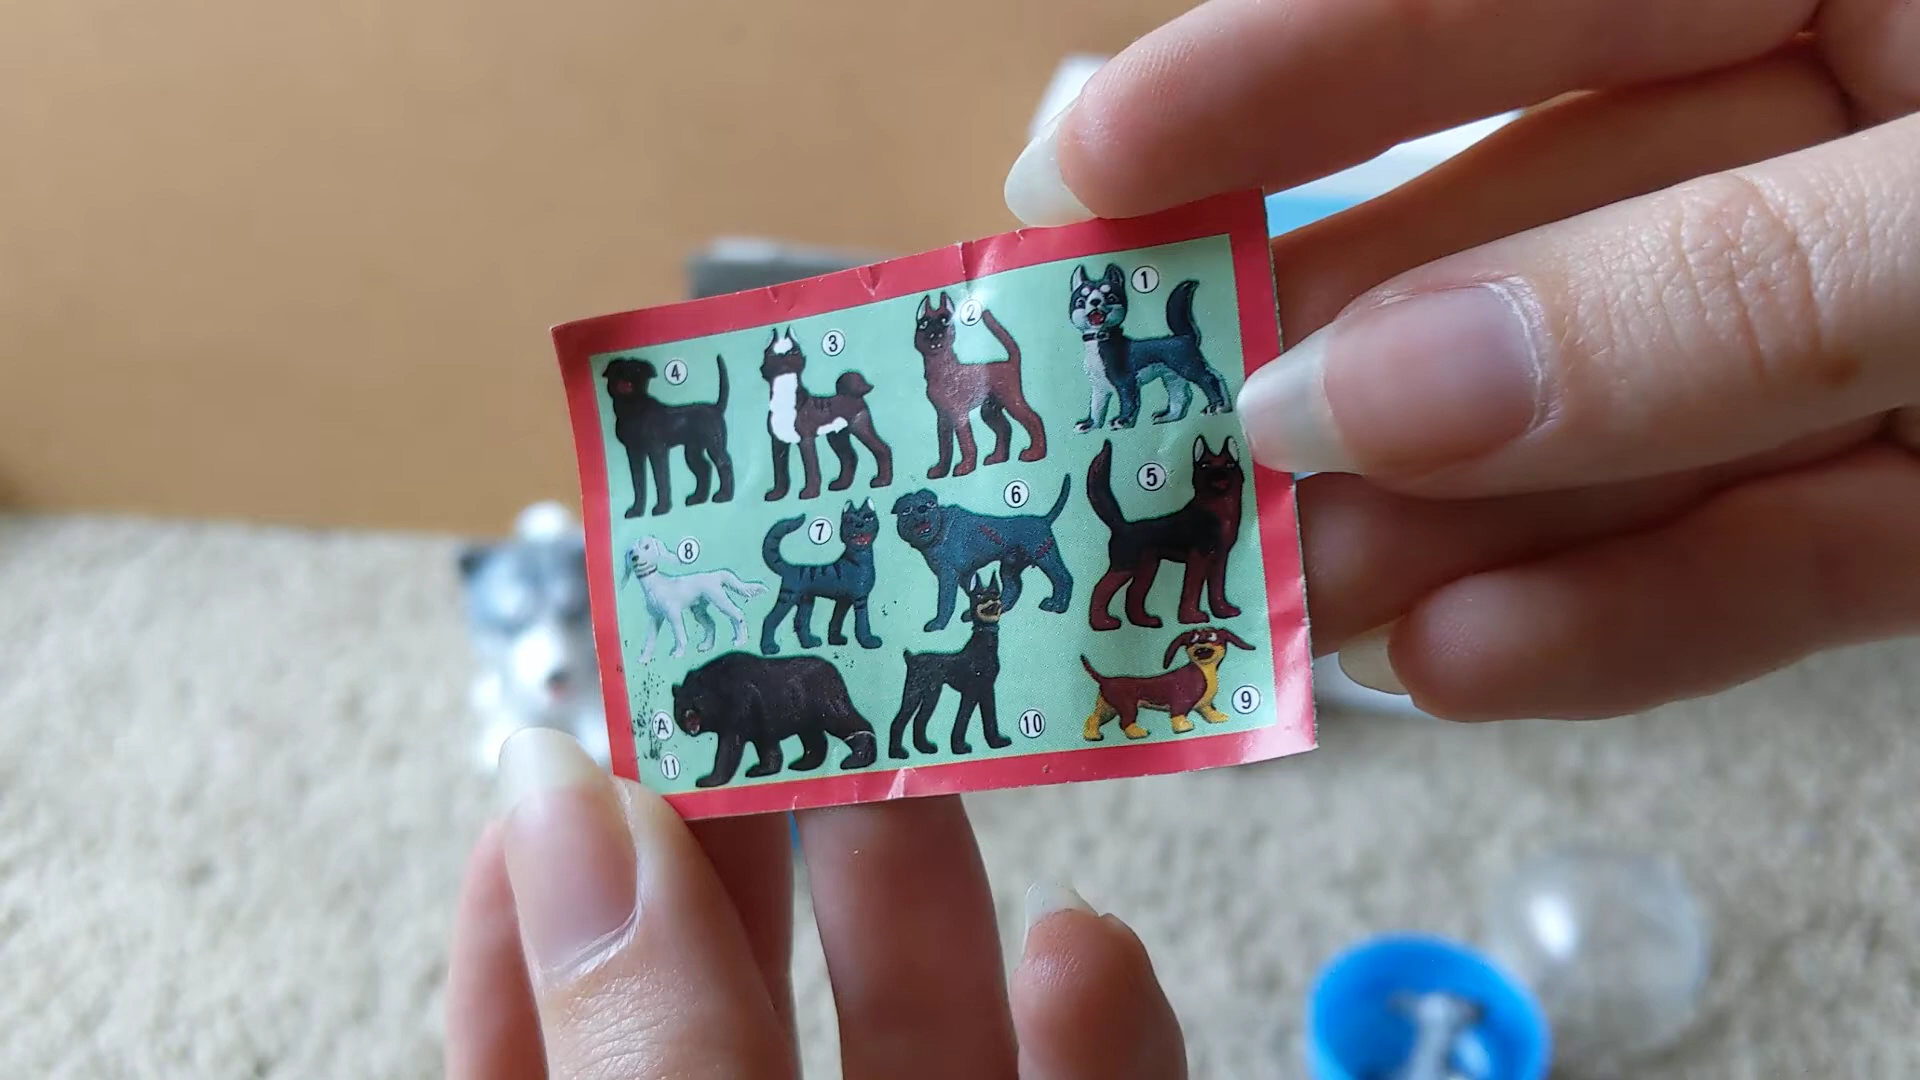 ① ② ③ ④
⑤ ⑥ ⑦ ⑧
⑨ ⑩ Ⓐ
⑪